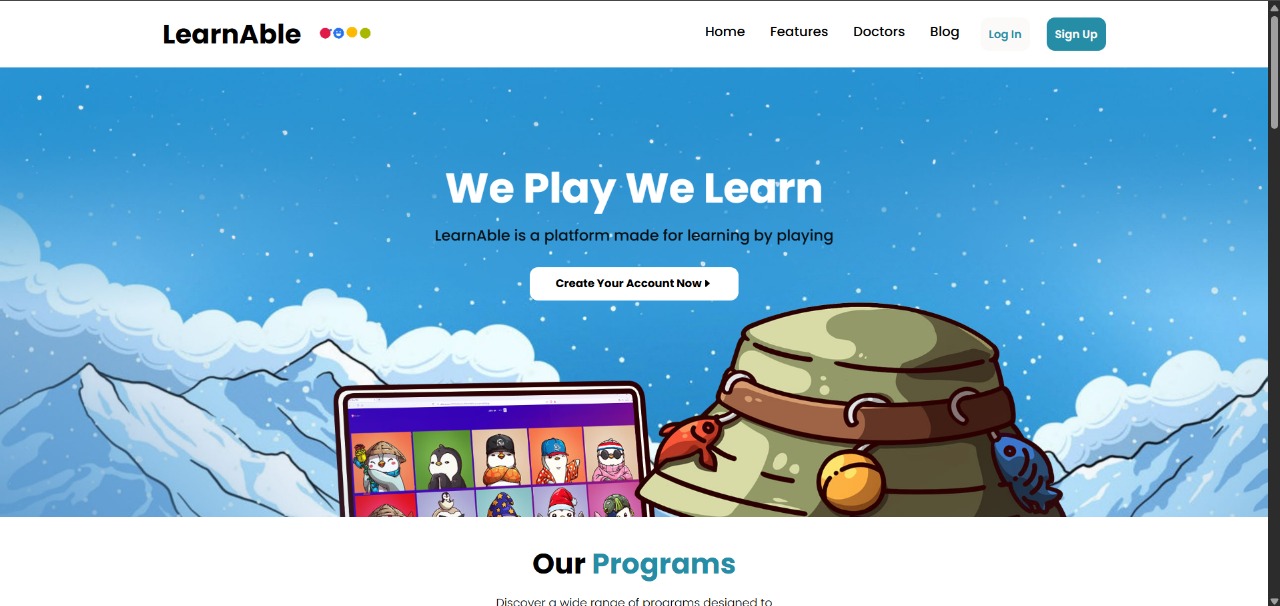 LearnAble
Home Features Doctors Blog Log In Sign Up
We Play We Learn
LearnAble is a platform made for learning by playing
Create Your Account Now
Our Programs
Discover a wide range of programs designed to